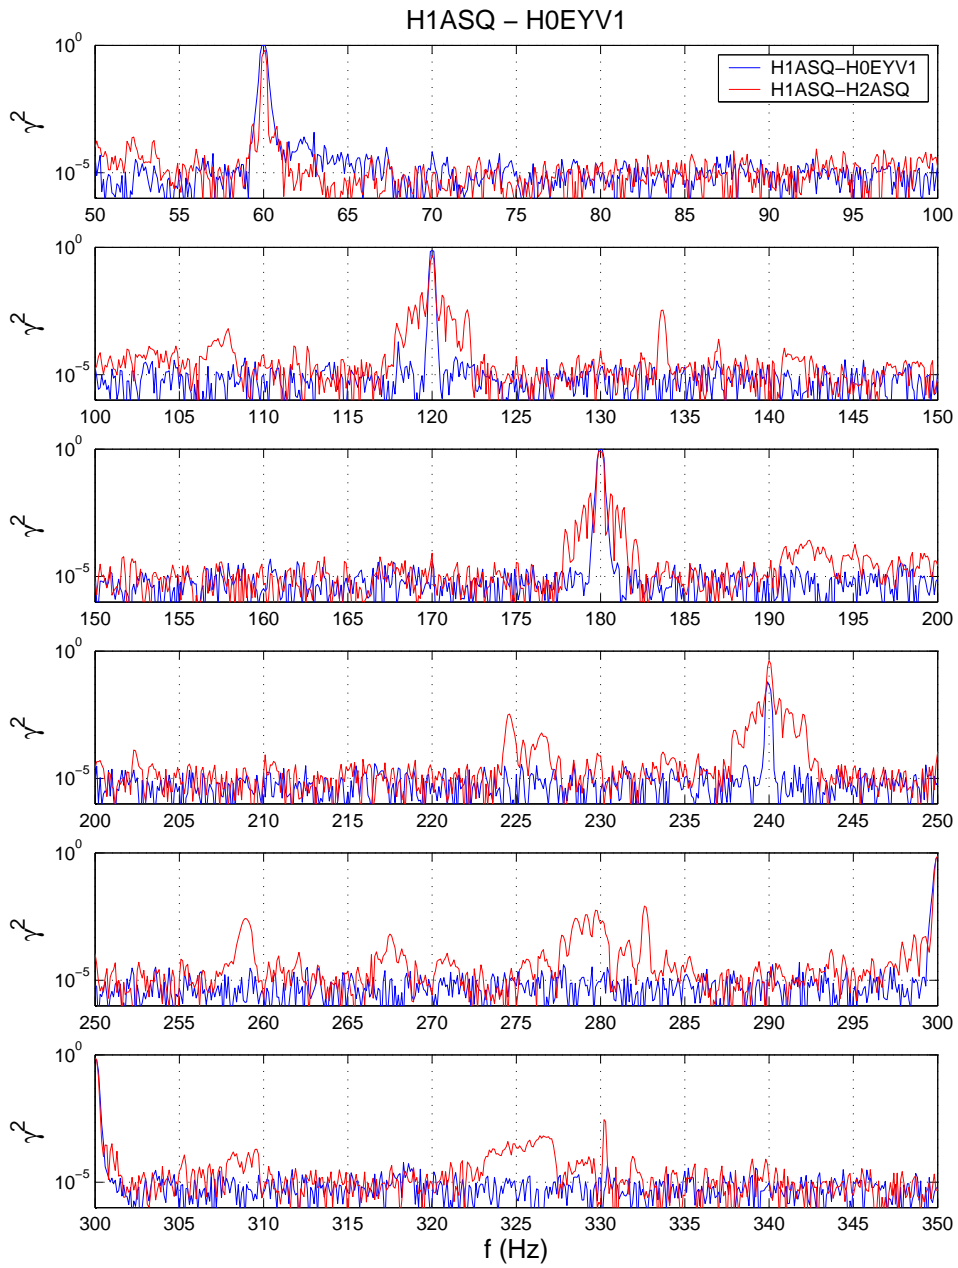 H1ASQ − H0EYV1
H1ASQ−H0EYV1
H1ASQ−H2ASQ
10^0
10^−5
γ^2
50 55 60 65 70 75 80 85 90 95 100
10^0
10^−5
γ^2
100 105 110 115 120 125 130 135 140 145 150
10^0
10^−5
γ^2
150 155 160 165 170 175 180 185 190 195 200
10^0
10^−5
γ^2
200 205 210 215 220 225 230 235 240 245 250
10^0
10^−5
γ^2
250 255 260 265 270 275 280 285 290 295 300
10^0
10^−5
γ^2
300 305 310 315 320 325 330 335 340 345 350
f (Hz)